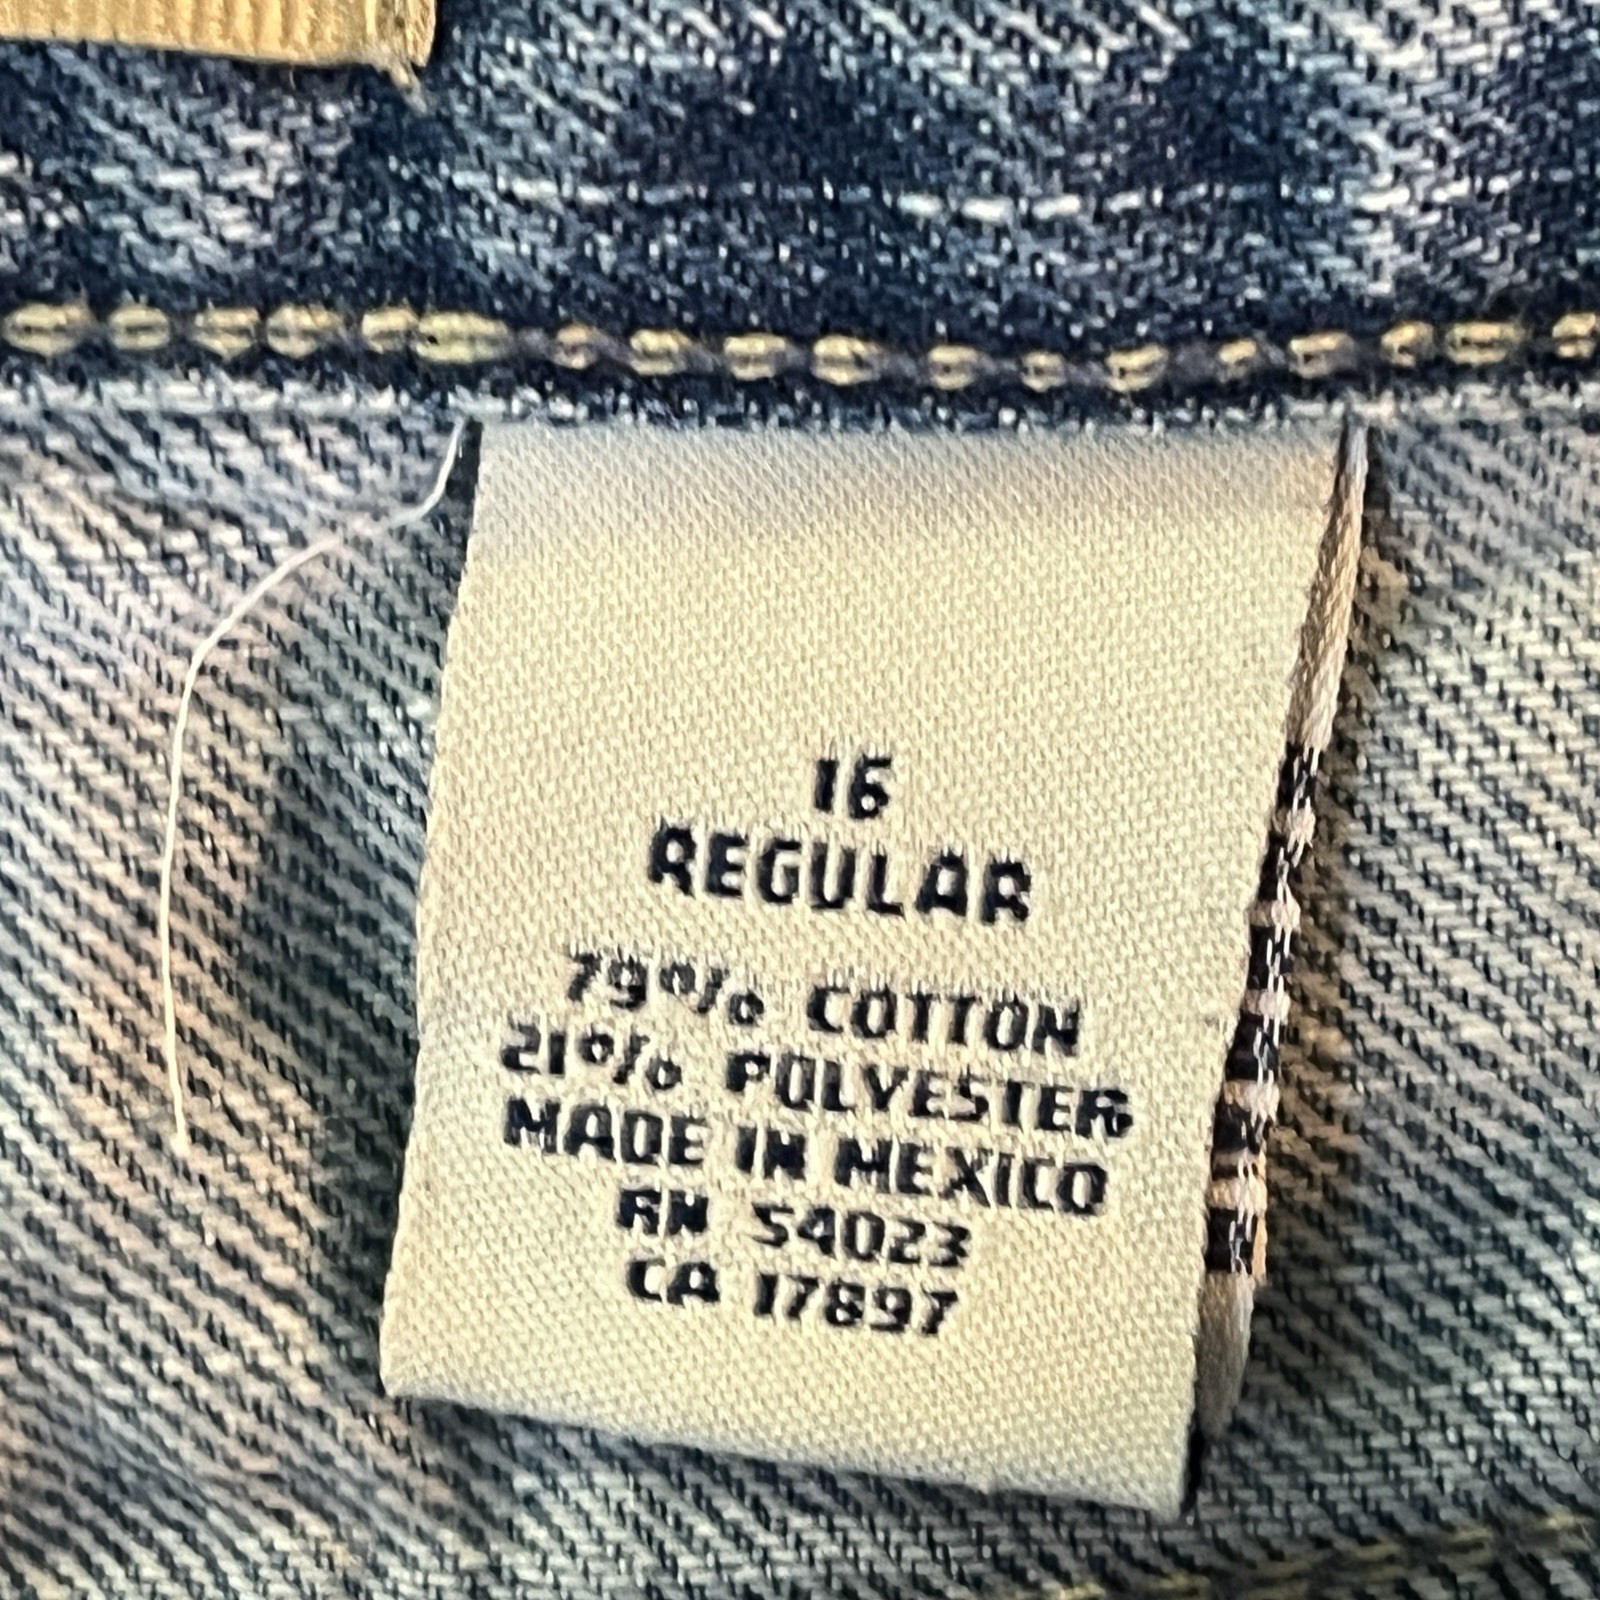 16
REGULAR
79% COTTON
21% POLYESTER
MADE IN MEXICO
RN 54023
CA 17897